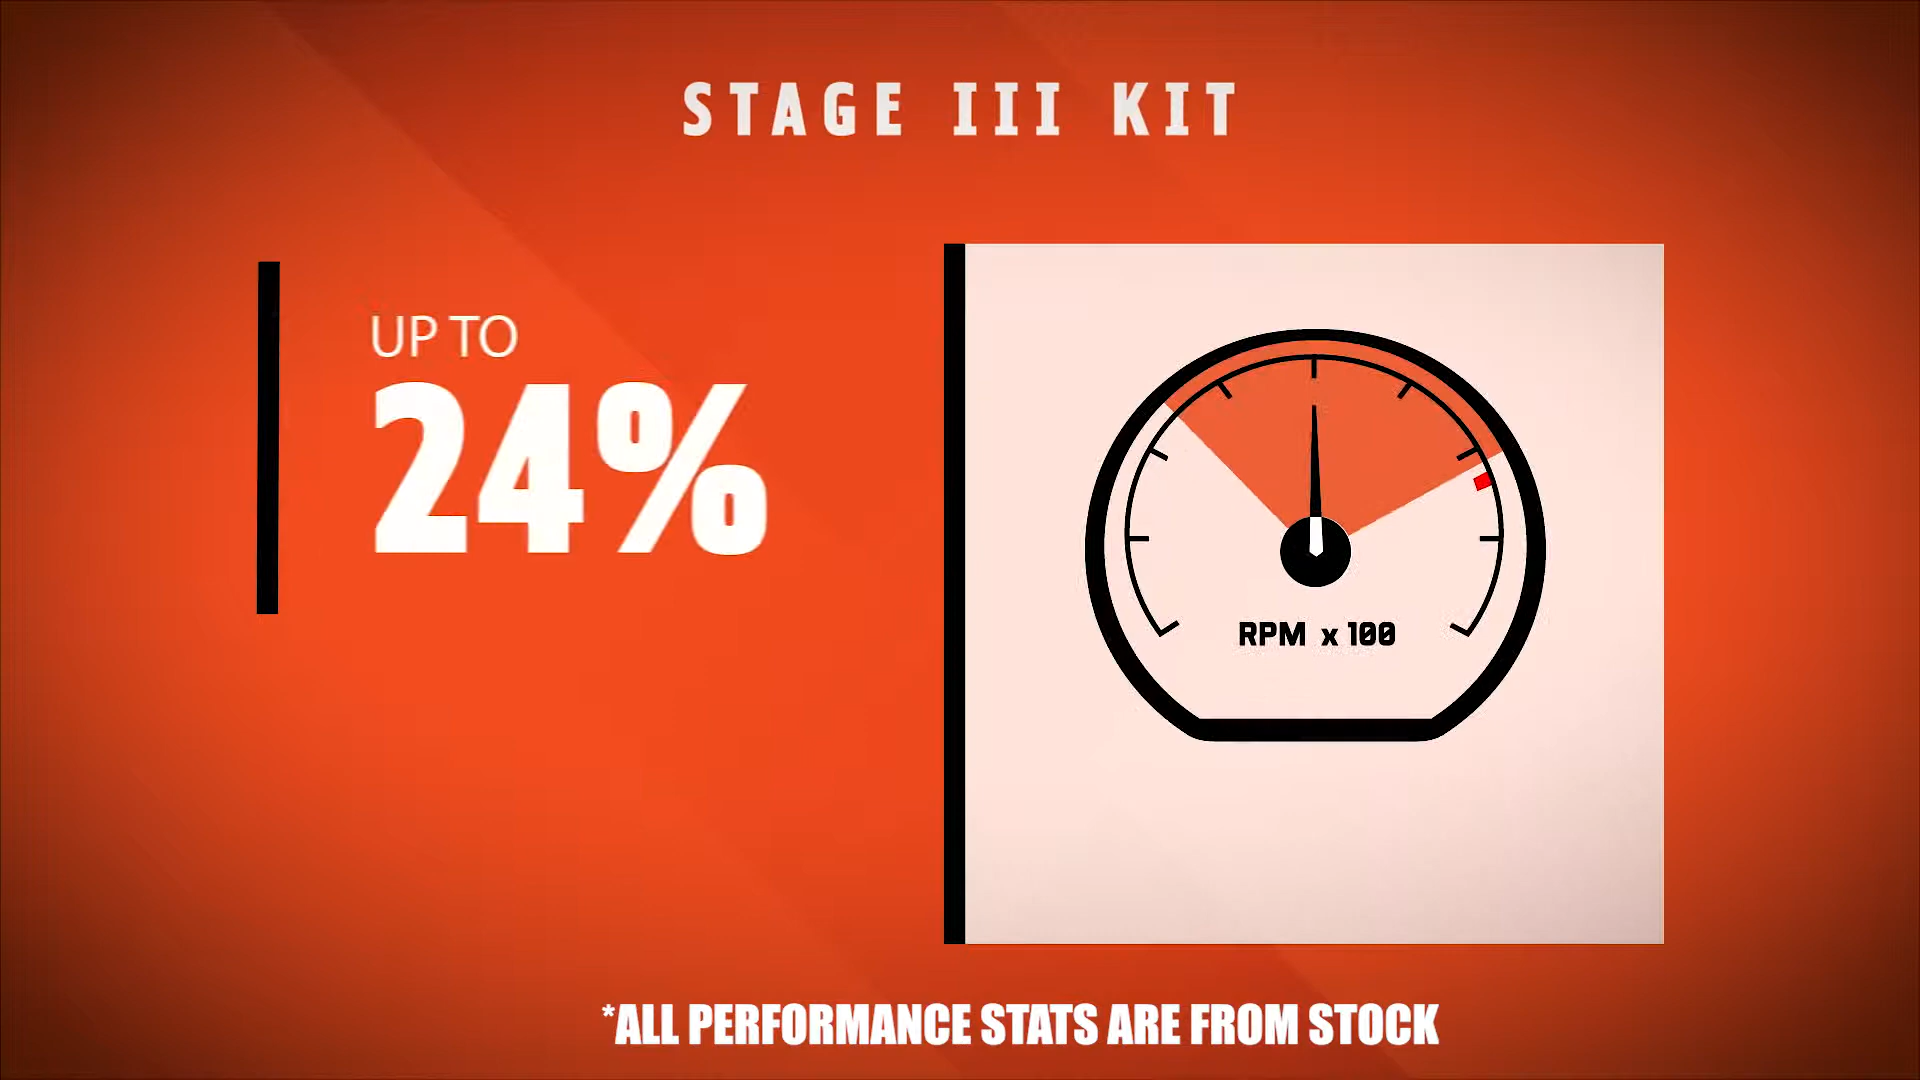 STAGE III KIT
UP TO
24%
RPM x 100
*ALL PERFORMANCE STATS ARE FROM STOCK